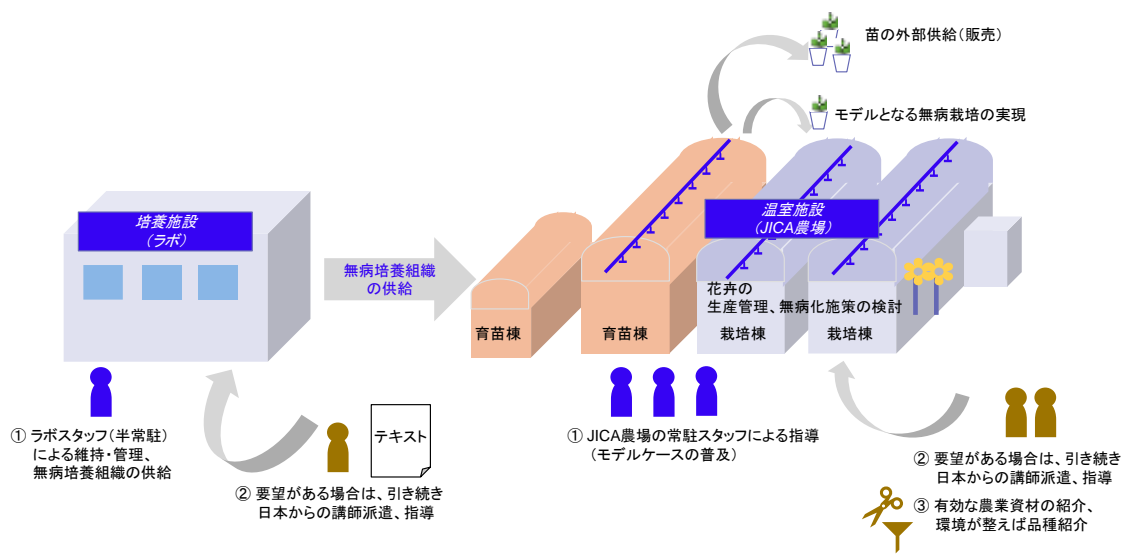 苗の外部供給（販売）
モデルとなる無病栽培の実現
培養施設
（ラボ）
温室施設
（JICA農場）
無病培養組織
の供給
花卉の
生産管理、無病化施策の検討
育苗棟
育苗棟
栽培棟
栽培棟
① ラボスタッフ（半常駐）
による維持・管理、
無病培養組織の供給
テキスト
② 要望がある場合は、引き続き
日本からの講師派遣、指導
① JICA農場の常駐スタッフによる指導
（モデルケースの普及）
② 要望がある場合は、引き続き
日本からの講師派遣、指導
③ 有効な農業資材の紹介、
環境が整えば品種紹介